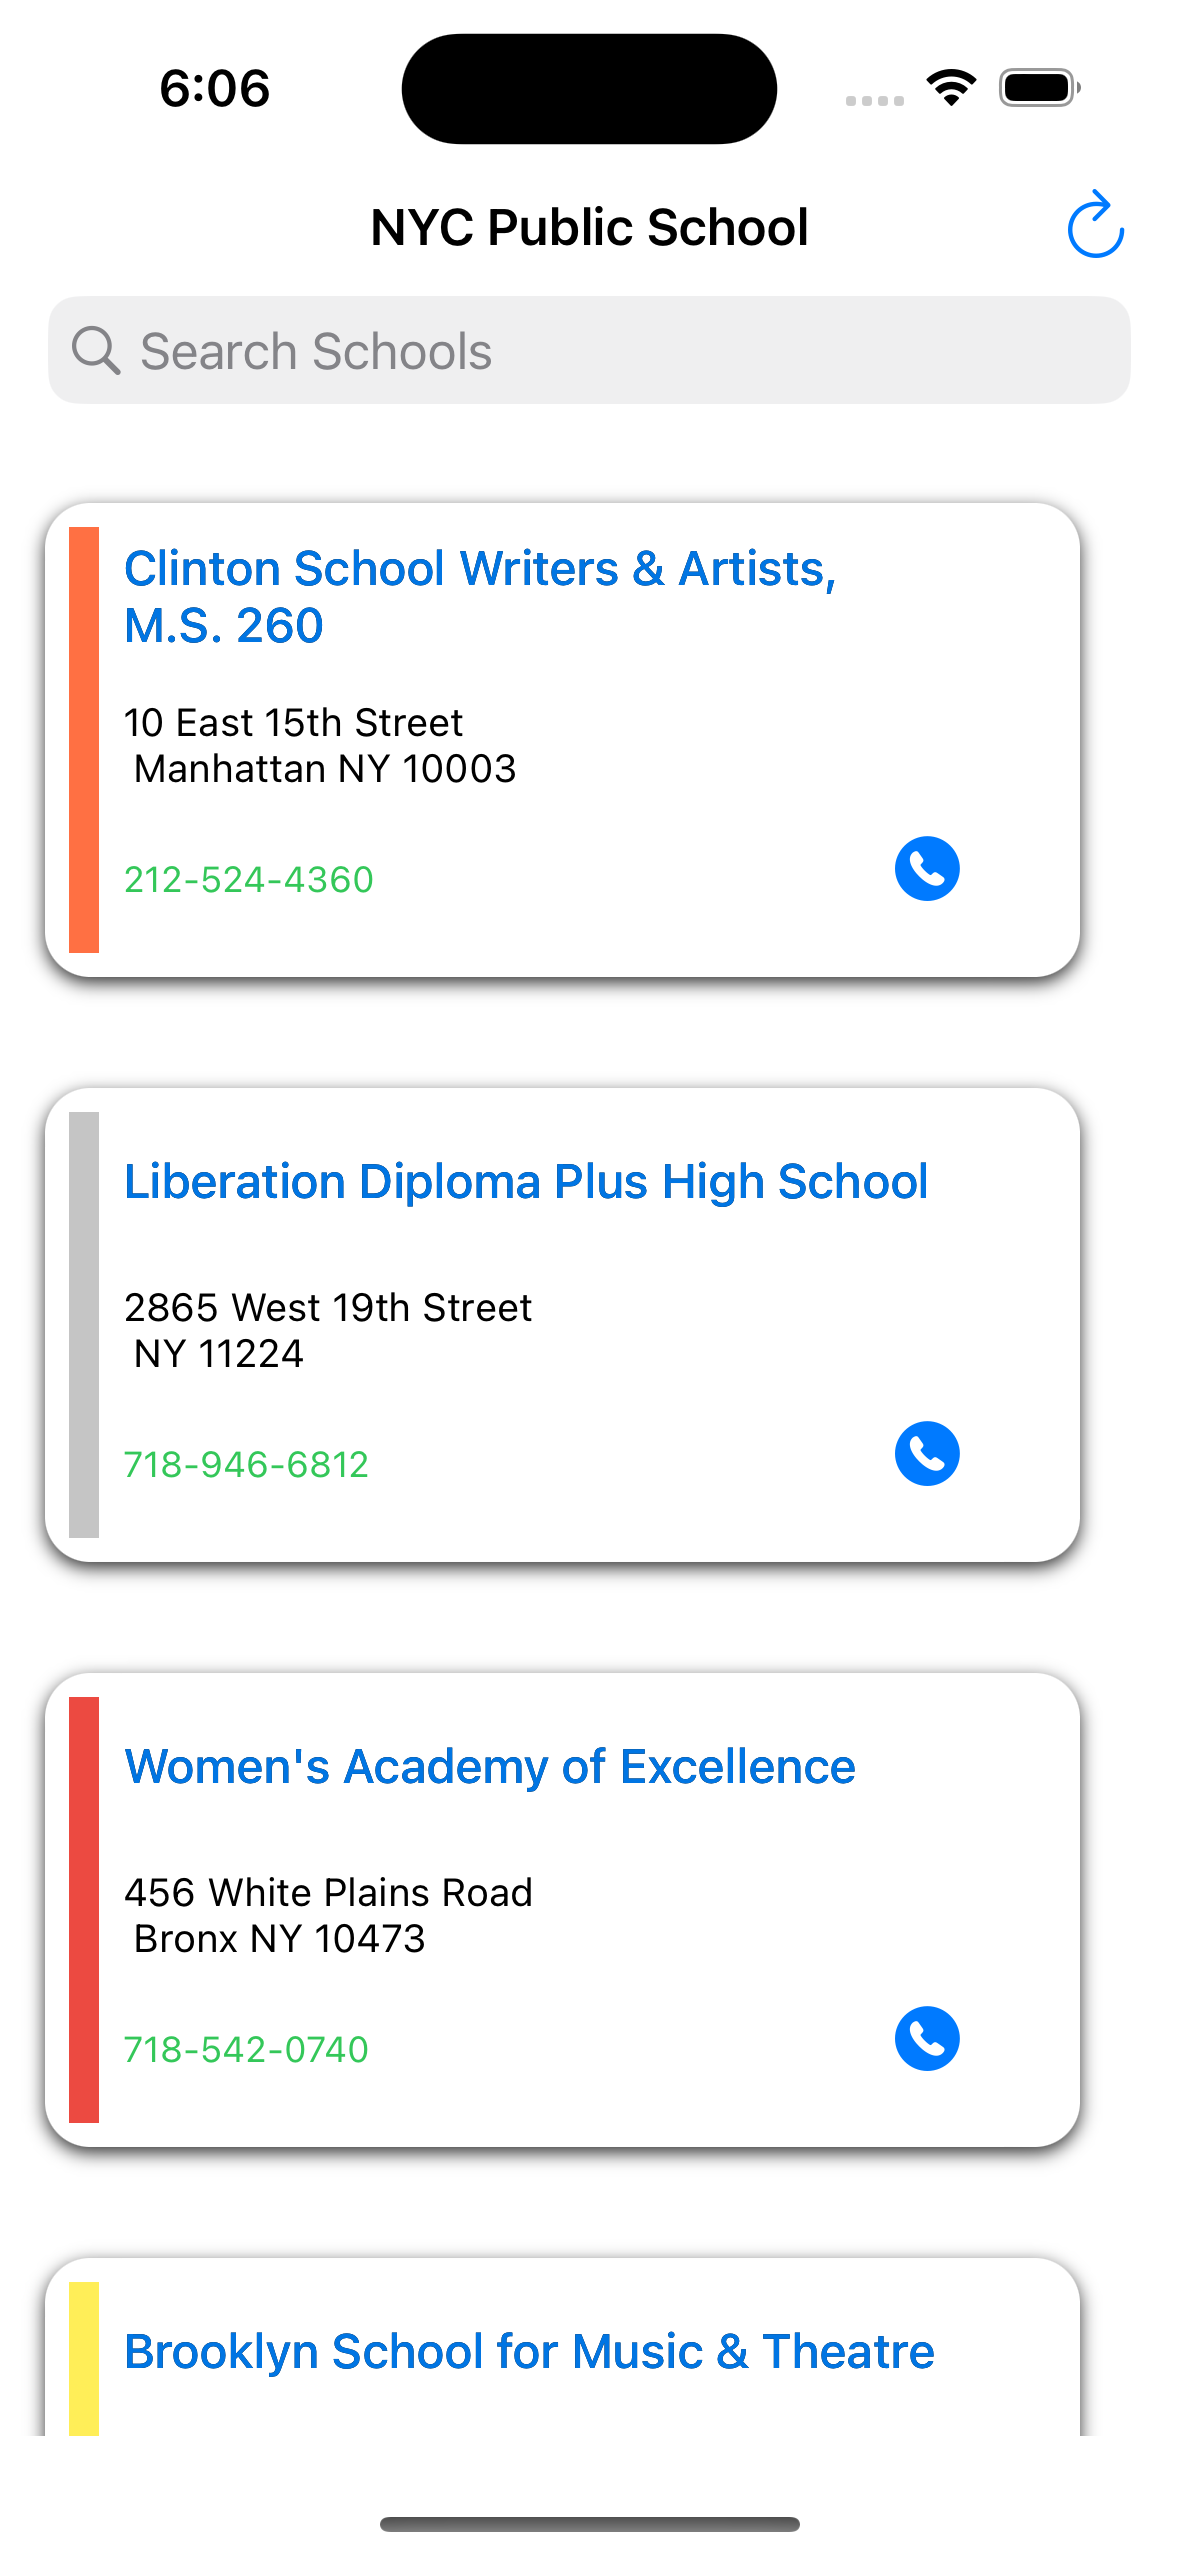 6:06
NYC Public School
Search Schools
Clinton School Writers & Artists,
M.S. 260
10 East 15th Street
Manhattan NY 10003
212-524-4360
Liberation Diploma Plus High School
2865 West 19th Street
NY 11224
718-946-6812
Women's Academy of Excellence
456 White Plains Road
Bronx NY 10473
718-542-0740
Brooklyn School for Music & Theatre